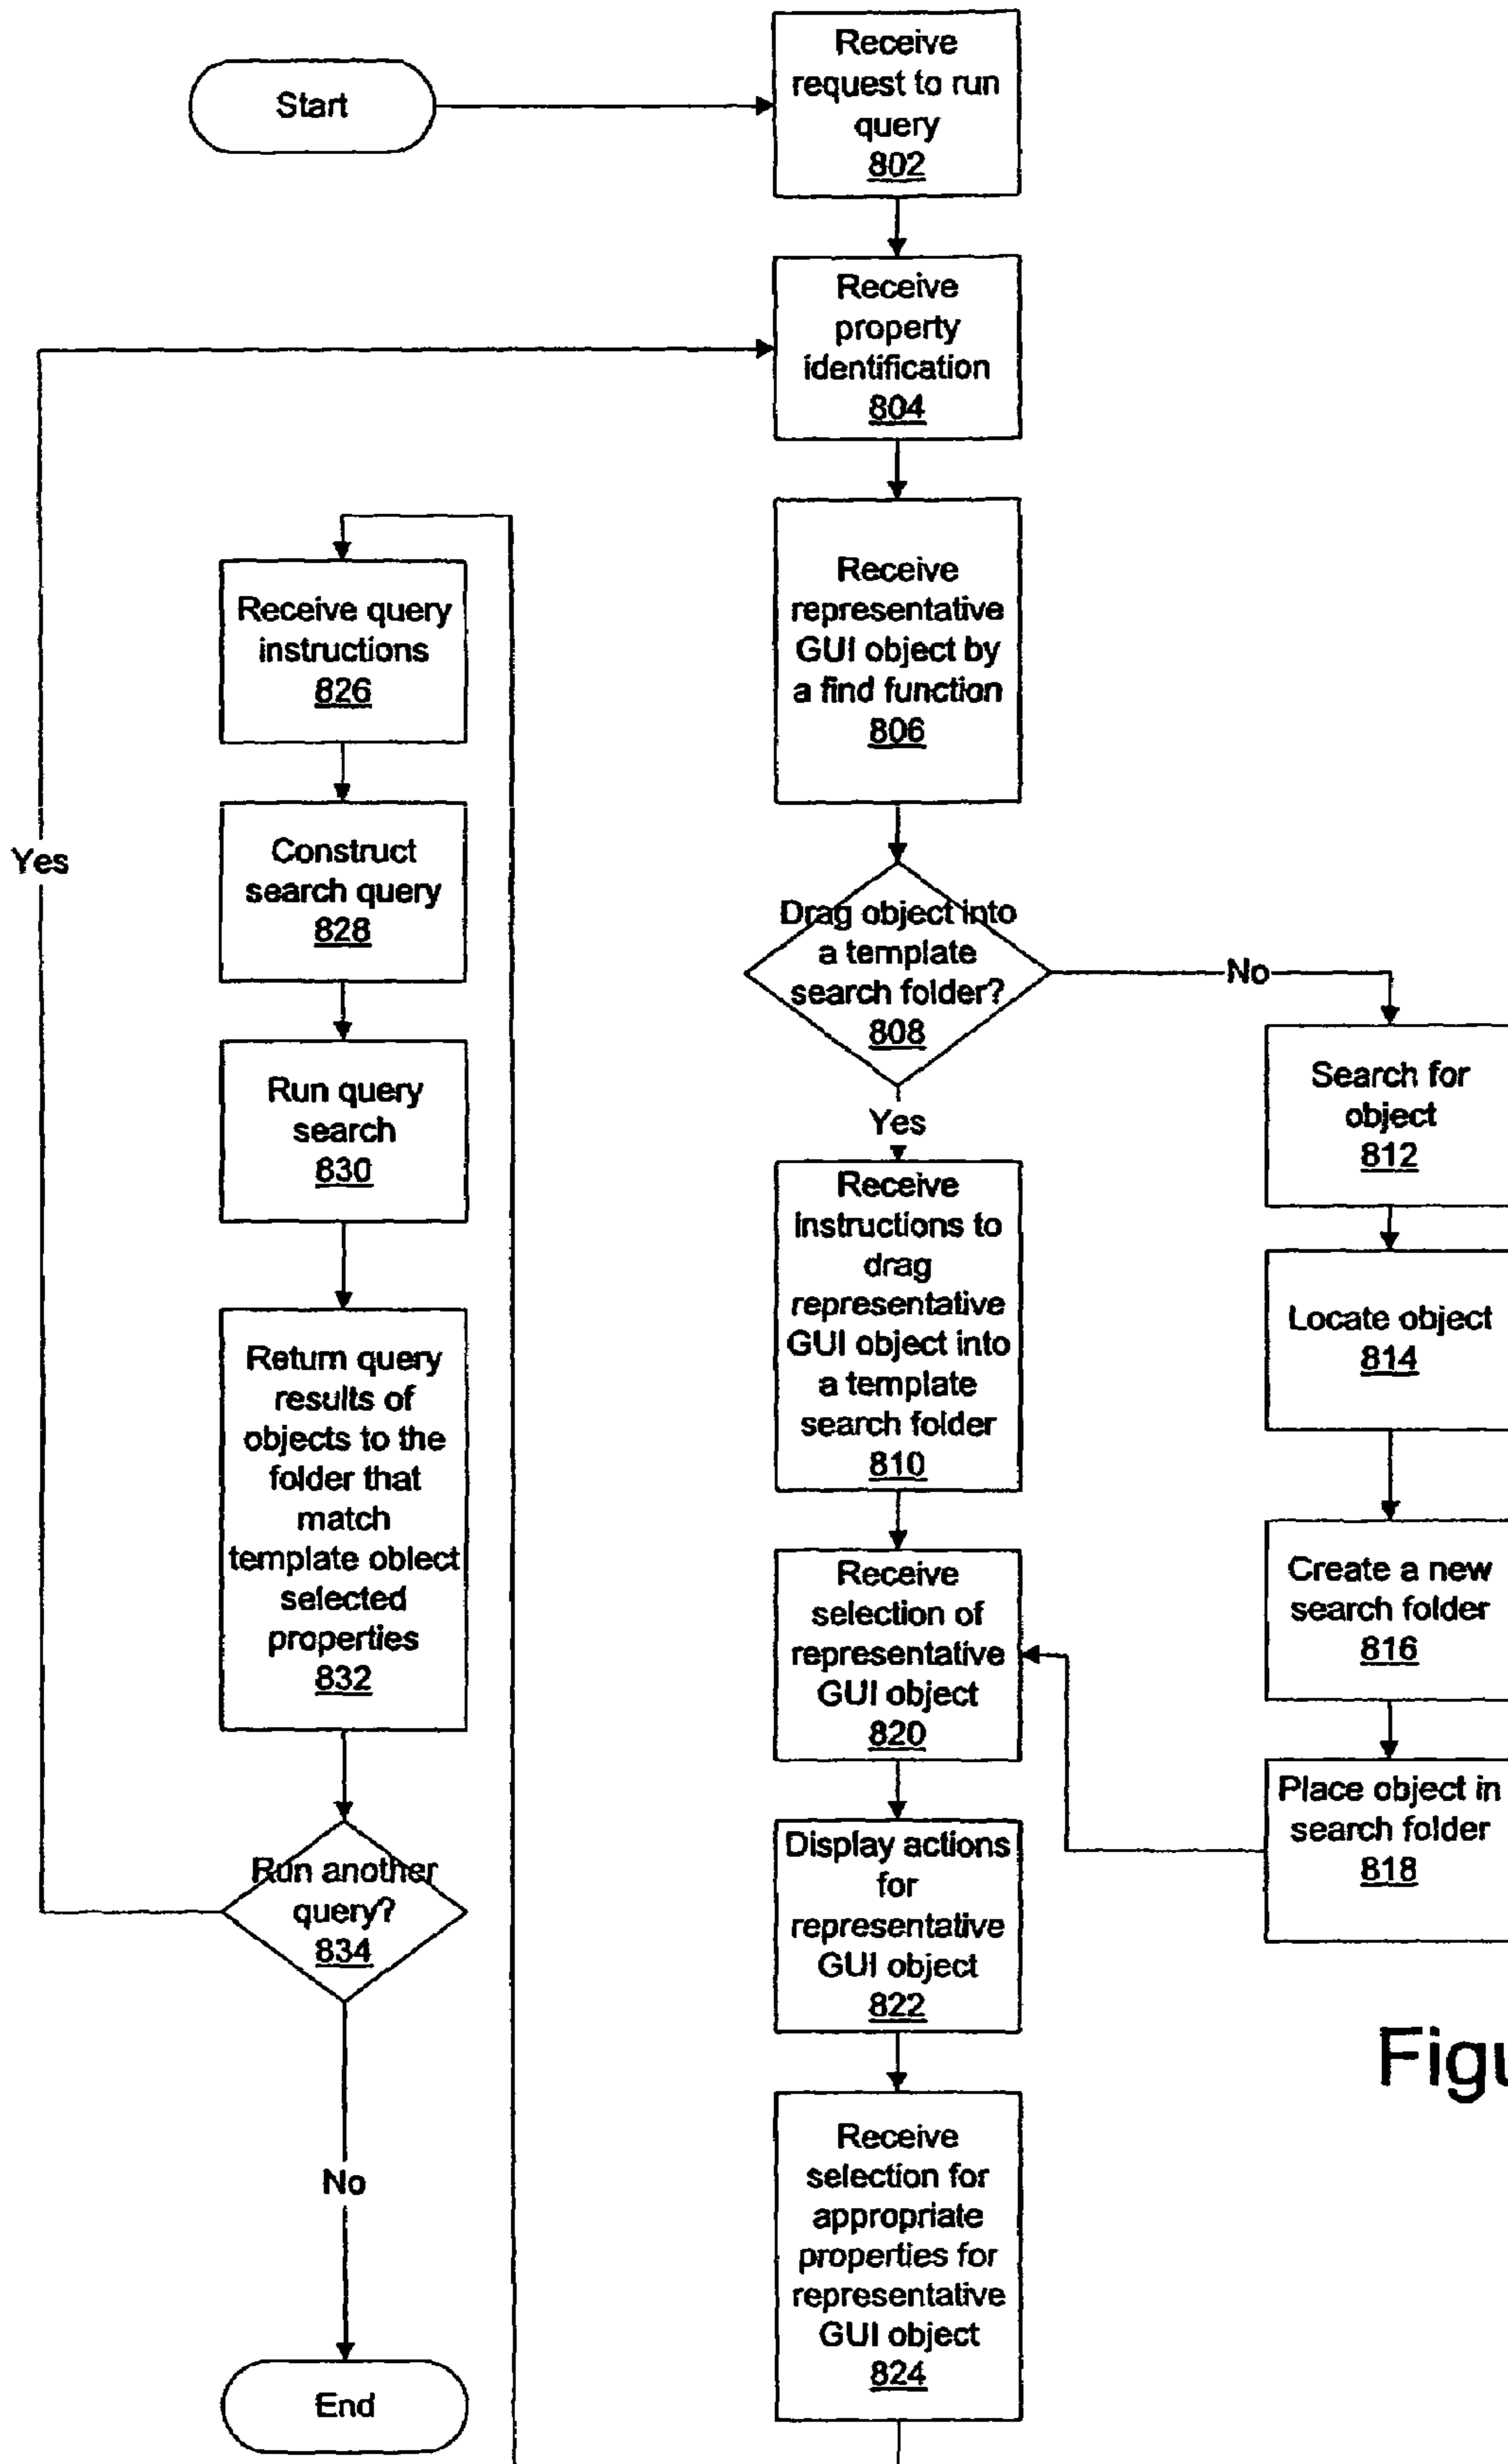 Start
Receive
request to run
query
802
Receive
property
identification
804
Receive
representative
GUI object by
a find function
806
Drag object into
a template
search folder?
808
No
Yes
Search for
object
812
Locate object
814
Create a new
search folder
816
Place object in
search folder
818
Receive
instructions to
drag
representative
GUI object into
a template
search folder
810
Receive
selection of
representative
GUI object
820
Display actions
for
representative
GUI object
822
Receive
selection for
appropriate
properties for
representative
GUI object
824
Receive query
instructions
826
Construct
search query
828
Run query
search
830
Return query
results of
objects to the
folder that
match
template object
selected
properties
832
Run another
query?
834
Yes
No
End
Figu